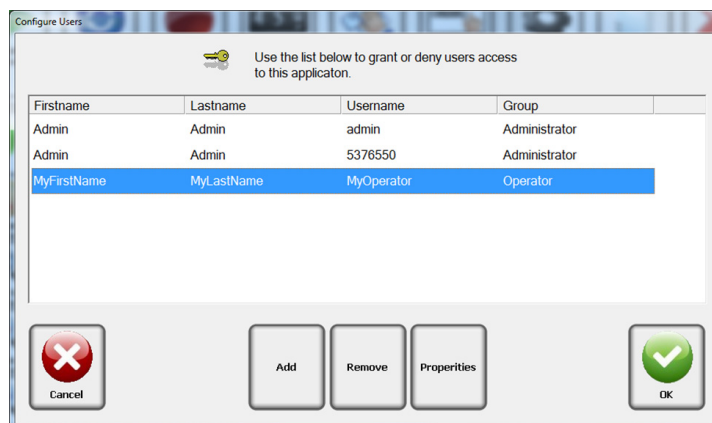 Configure Users
Use the list below to grant or deny users access
to this applicaton.
Firstname Lastname Username Group
Admin Admin admin Administrator
Admin Admin 5376550 Administrator
MyFirstName MyLastName MyOperator Operator
Cancel Add Remove Properities OK